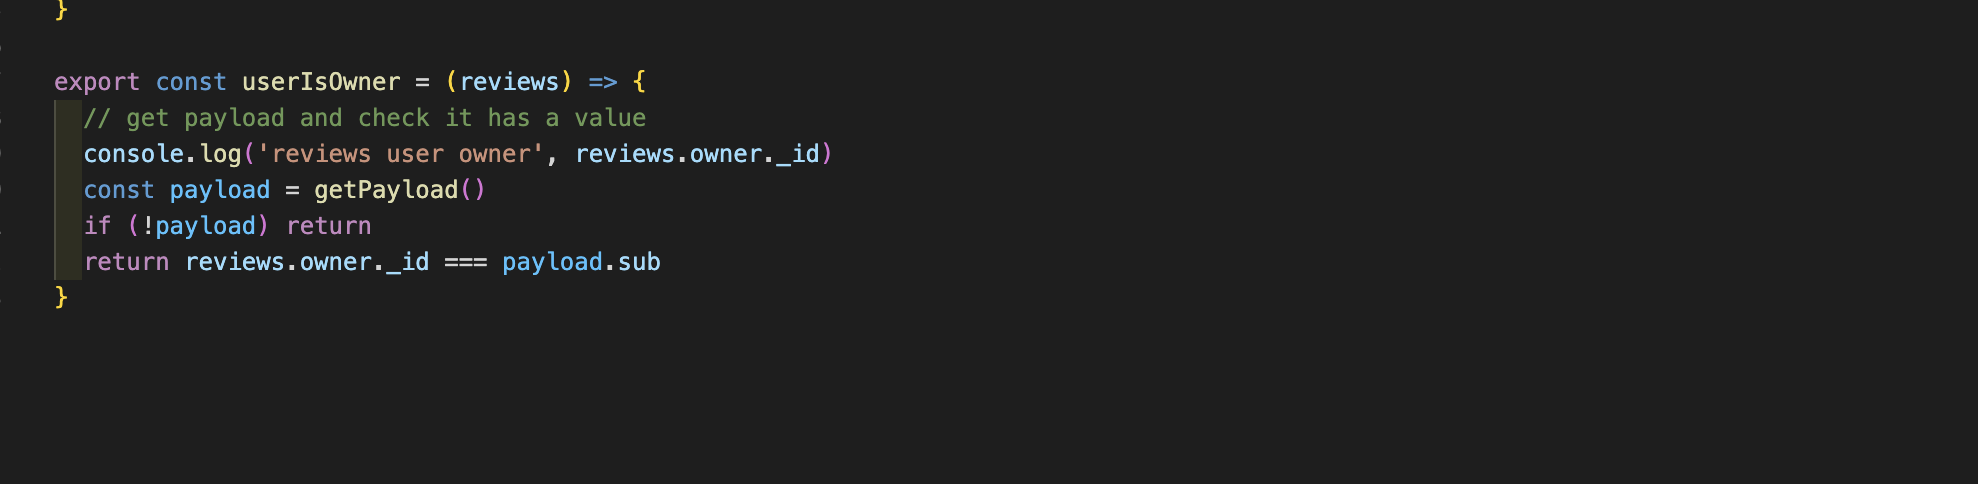 }
export const userIsOwner = (reviews) => {
// get payload and check it has a value
console.log('reviews user owner', reviews.owner._id)
const payload = getPayload()
if (!payload) return
return reviews.owner._id === payload.sub
}